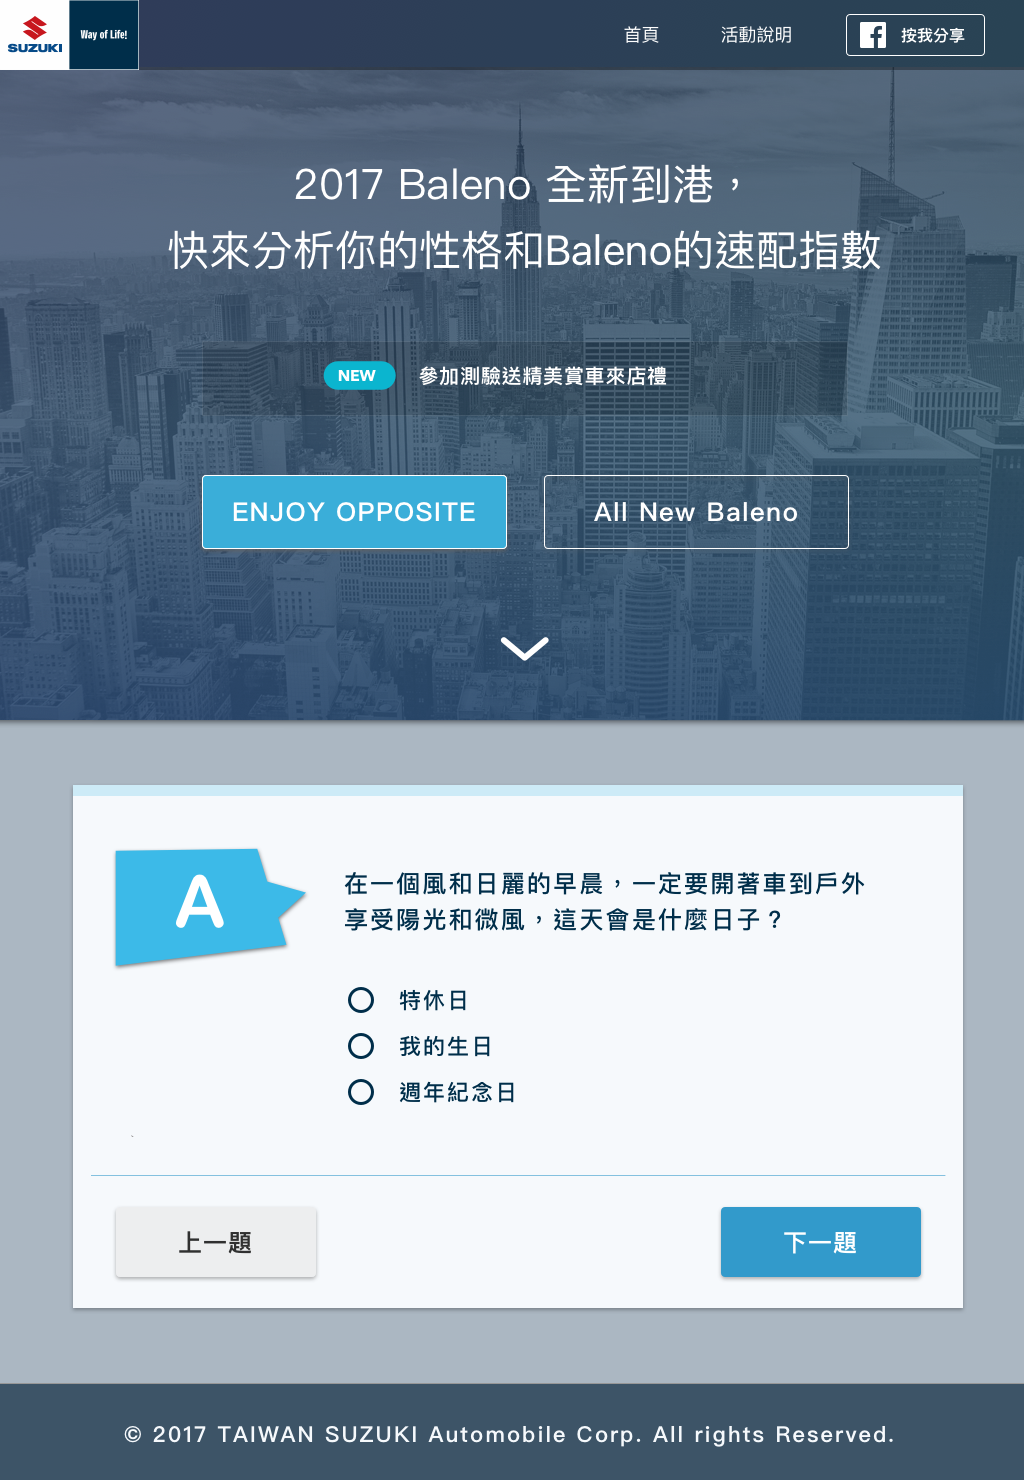 SUZUKI
Way of Life!
首頁
活動說明
按我分享
2017 Baleno 全新到港，
快來分析你的性格和Baleno的速配指數
NEW
參加測驗送精美賞車來店禮
ENJOY OPPOSITE
All New Baleno
A
在一個風和日麗的早晨，一定要開著車到戶外
享受陽光和微風，這天會是什麼日子？
特休日
我的生日
週年紀念日
上一題
下一題
© 2017 TAIWAN SUZUKI Automobile Corp. All rights Reserved.